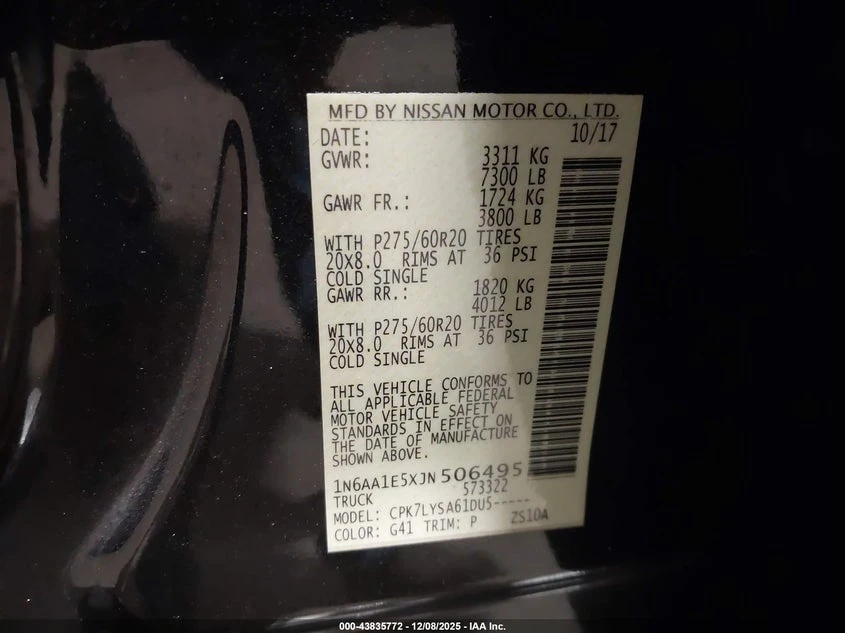 MFD BY NISSAN MOTOR CO., LTD.
DATE: 10/17
GVWR: 3311 KG
7300 LB
GAWR FR.: 1724 KG
3800 LB
WITH P275/60R20 TIRES
20X8.0 RIMS AT 36 PSI
COLD SINGLE
GAWR RR.: 1820 KG
4012 LB
WITH P275/60R20 TIRES
20X8.0 RIMS AT 36 PSI
COLD SINGLE
THIS VEHICLE CONFORMS TO
ALL APPLICABLE FEDERAL
MOTOR VEHICLE SAFETY
STANDARDS IN EFFECT ON
THE DATE OF MANUFACTURE
SHOWN ABOVE.
1N6AA1E5XJN506495
TRUCK 573322
MODEL: CPK7LYSA61DU5-----
COLOR: G41 TRIM: P ZS10A
000-43835772 - 12/08/2025 - IAA Inc.